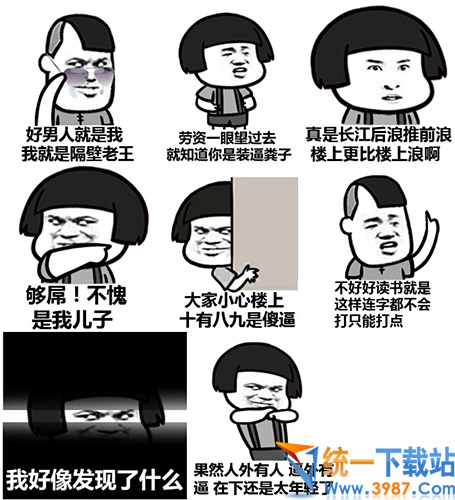 好男人就是我
我就是隔壁老王
劳资一眼望过去
就知道你是装逼粪子
真是长江后浪推前浪
楼上更比楼上浪啊
够屌！不愧
是我儿子
大家小心楼上
十有八九是傻逼
不好好读书就是
这样连字都不会
打只能打点
我好像发现了什么
果然人外有人 逼外有
逼 在下还是太年轻了
统一下载站
www.3987.com